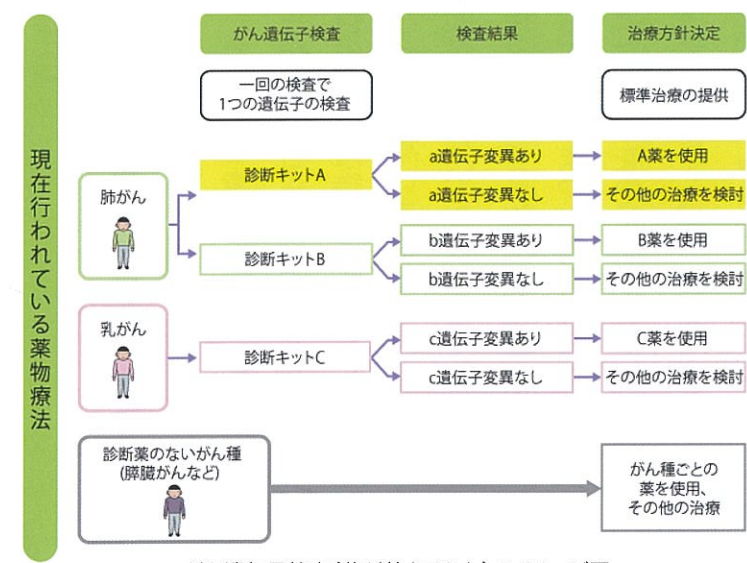 がん遺伝子検査
検査結果
治療方針決定
一回の検査で
1つの遺伝子の検査
標準治療の提供
現在行われている薬物療法
肺がん
診断キットA
a遺伝子変異あり
A薬を使用
a遺伝子変異なし
その他の治療を検討
診断キットB
b遺伝子変異あり
B薬を使用
b遺伝子変異なし
その他の治療を検討
乳がん
診断キットC
c遺伝子変異あり
C薬を使用
c遺伝子変異なし
その他の治療を検討
診断薬のないがん種
(膵臓がんなど)
がん種ごとの
薬を使用、
その他の治療